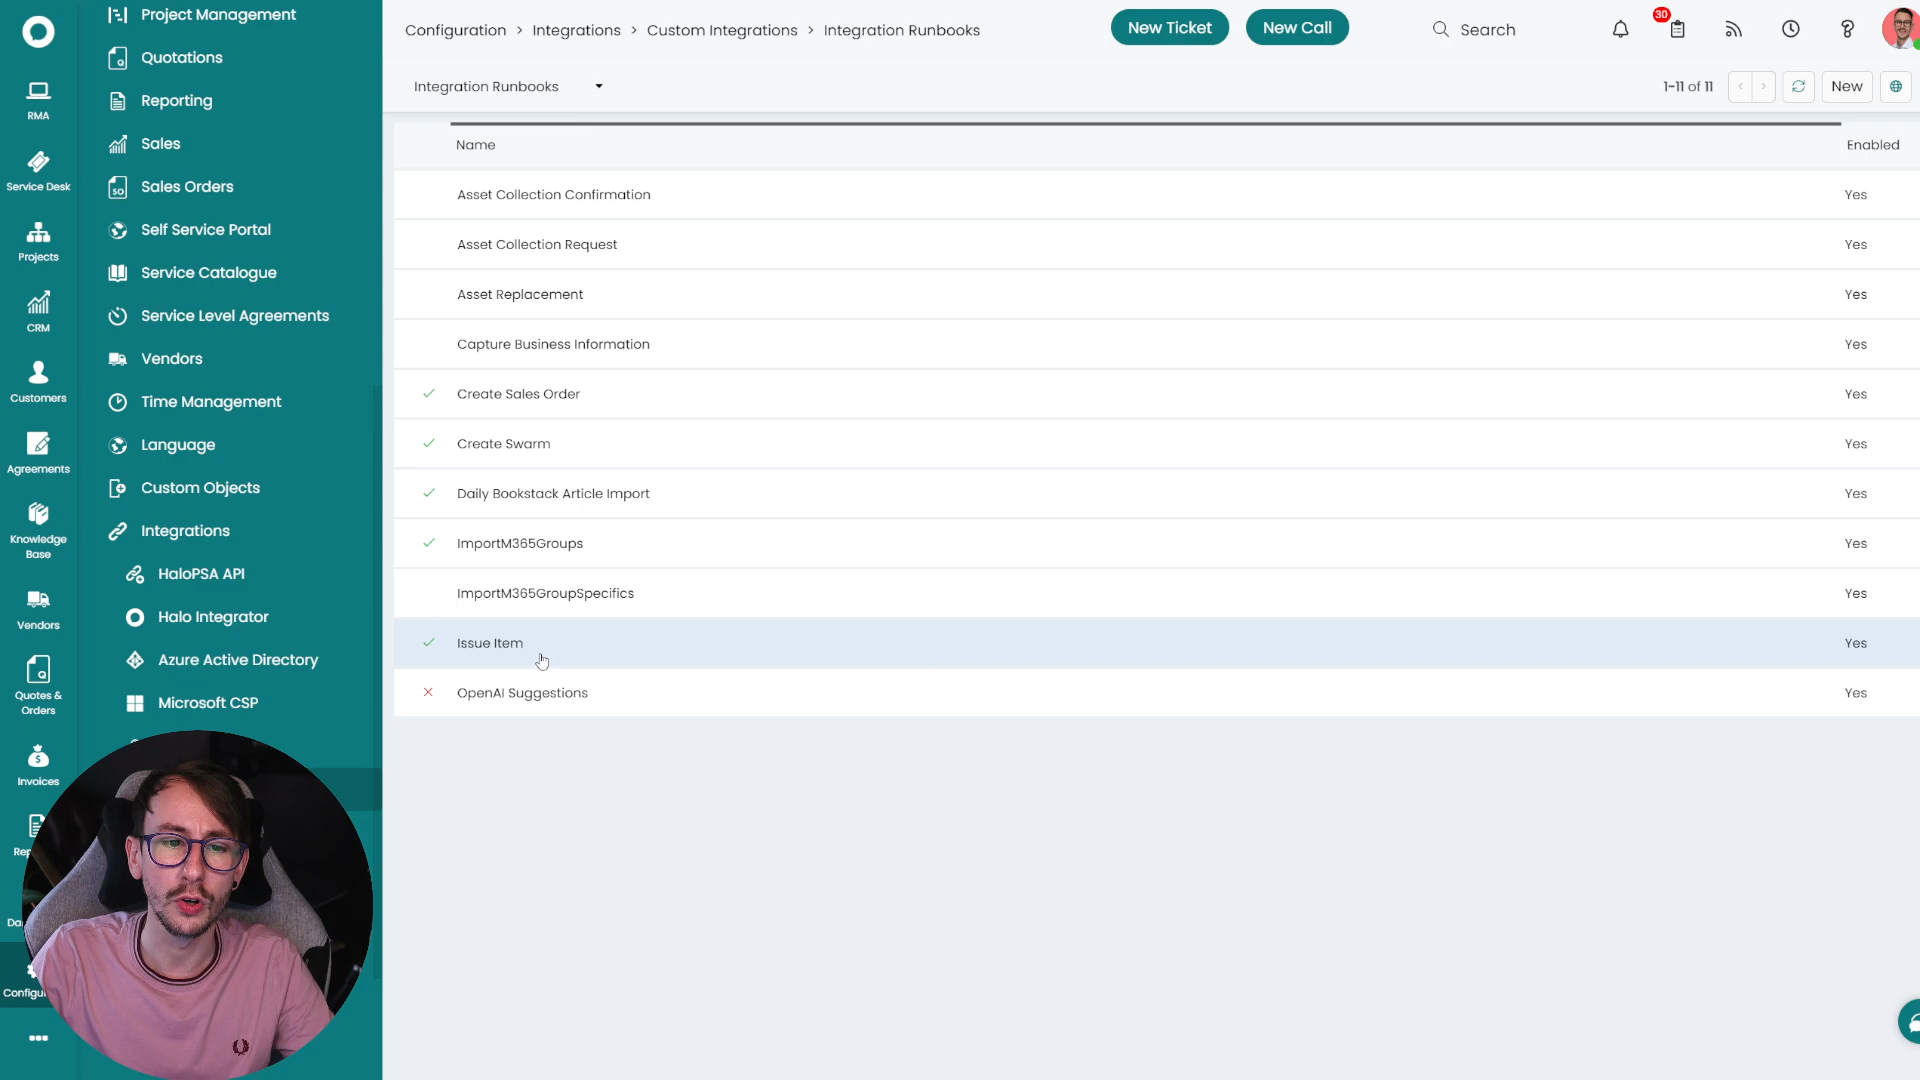 RMA
Service Desk
Projects
CRM
Customers
Agreements
Knowledge
Base
Vendors
Quotes &
Orders
Invoices
Project Management
Quotations
Reporting
Sales
SO
Sales Orders
Self Service Portal
Service Catalogue
Service Level Agreements
Vendors
Time Management
Language
Custom Objects
Integrations
HaloPSA API
Halo Integrator
Azure Active Directory
Microsoft CSP
Configuration > Integrations > Custom Integrations > Integration Runbooks
New Ticket
New Call
Search
30
Integration Runbooks
1-11 of 11
New
Name Enabled
Asset Collection Confirmation Yes
Asset Collection Request Yes
Asset Replacement Yes
Capture Business Information Yes
Create Sales Order Yes
Create Swarm Yes
Daily Bookstack Article Import Yes
ImportM365Groups Yes
ImportM365GroupSpecifics Yes
Issue Item Yes
OpenAI Suggestions Yes